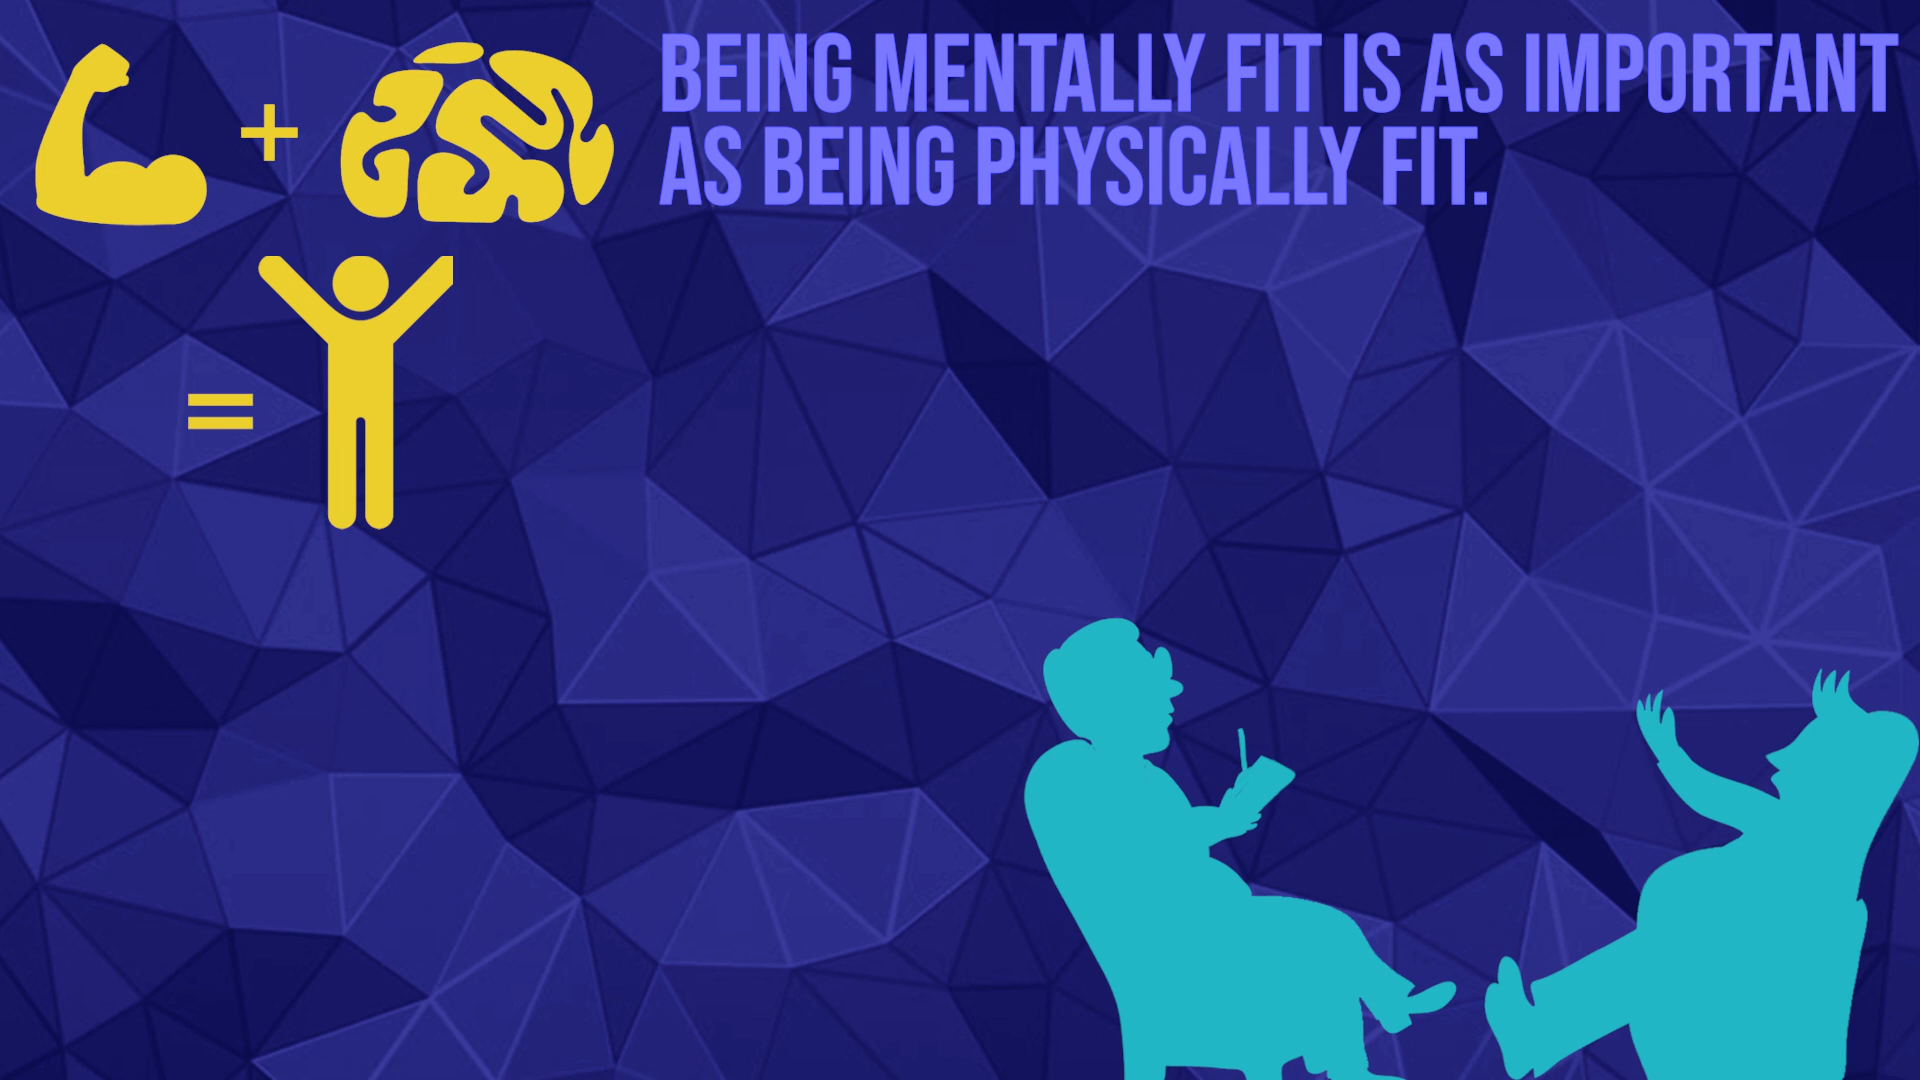 BEING MENTALLY FIT IS AS IMPORTANT
AS BEING PHYSICALLY FIT.
+
=